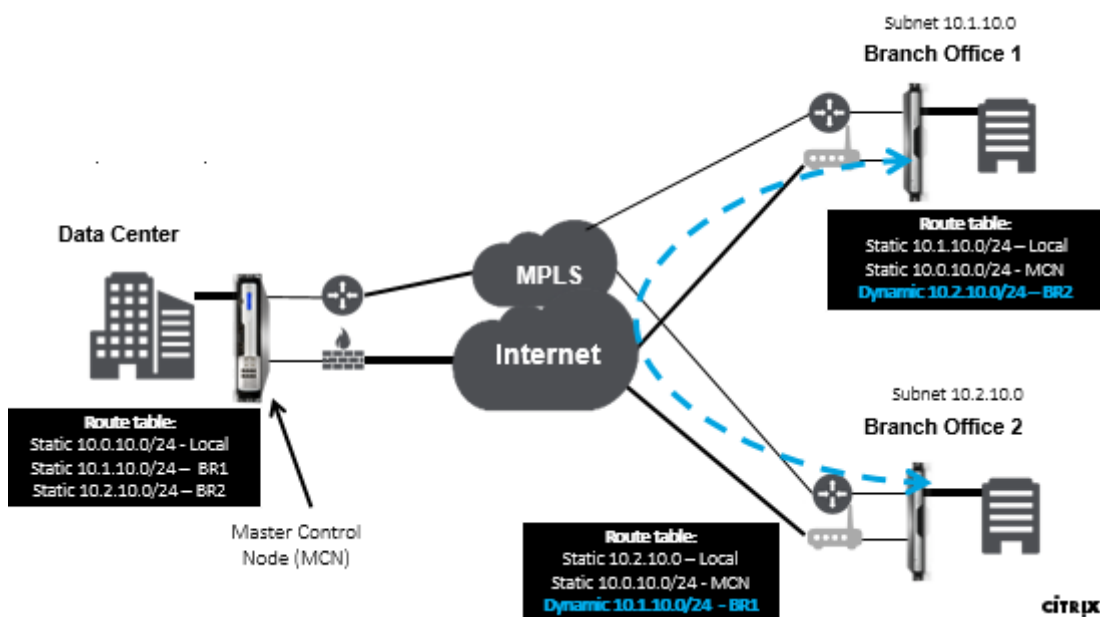 Subnet 10.1.10.0
Branch Office 1
Data Center
MPLS
Internet
Route table:
Static 10.1.10.0/24 – Local
Static 10.0.10.0/24 - MCN
Dynamic 10.2.10.0/24 – BR2
Subnet 10.2.10.0
Branch Office 2
Route table:
Static 10.0.10.0/24 - Local
Static 10.1.10.0/24 – BR1
Static 10.2.10.0/24 – BR2
Master Control
Node (MCN)
Route table:
Static 10.2.10.0 – Local
Static 10.0.10.0/24 - MCN
Dynamic 10.1.10.0/24 - BR1
CİTRIX